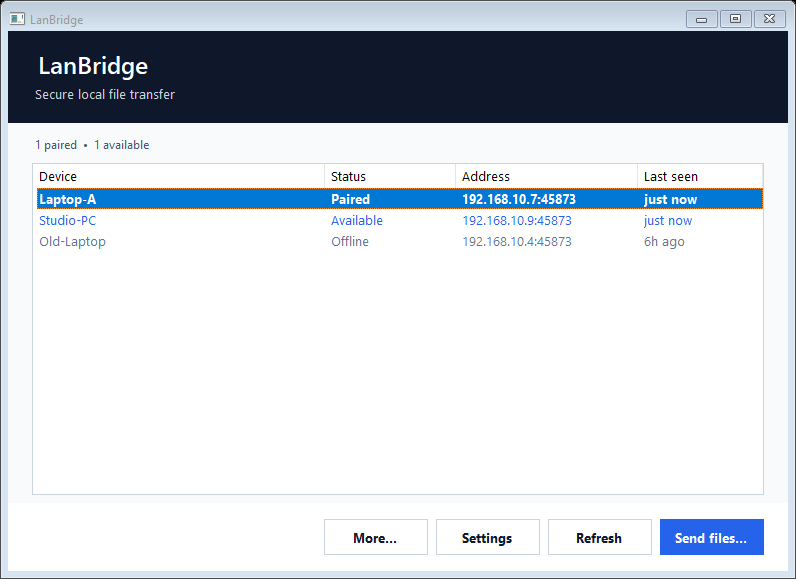 LanBridge
LanBridge
Secure local file transfer
1 paired • 1 available
Device Status Address Last seen
Laptop-A Paired 192.168.10.7:45873 just now
Studio-PC Available 192.168.10.9:45873 just now
Old-Laptop Offline 192.168.10.4:45873 6h ago
More... Settings Refresh Send files...